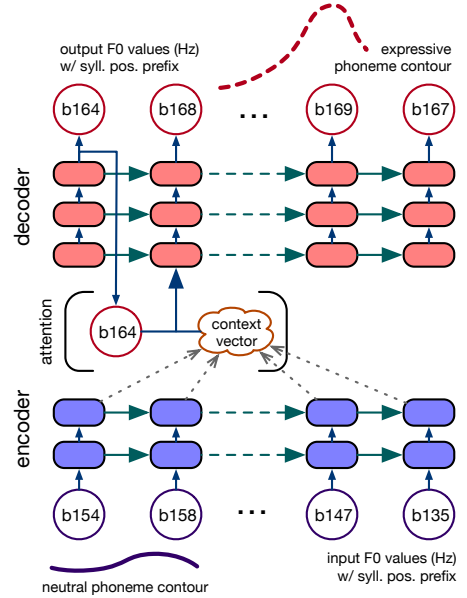 output F0 values (Hz)
w/ syll. pos. prefix
expressive
phoneme contour
b164
b168
...
b169
b167
decoder
attention
b164
context
vector
encoder
b154
b158
...
b147
b135
neutral phoneme contour
input F0 values (Hz)
w/ syll. pos. prefix